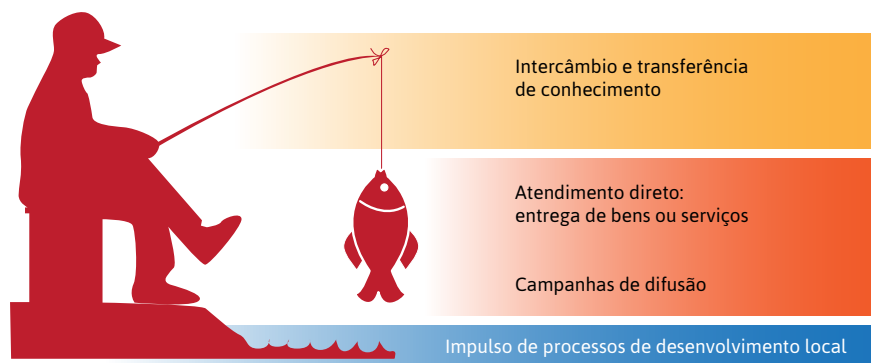 Intercâmbio e transferência
de conhecimento
Atendimento direto:
entrega de bens ou serviços
Campanhas de difusão
Impulso de processos de desenvolvimento local